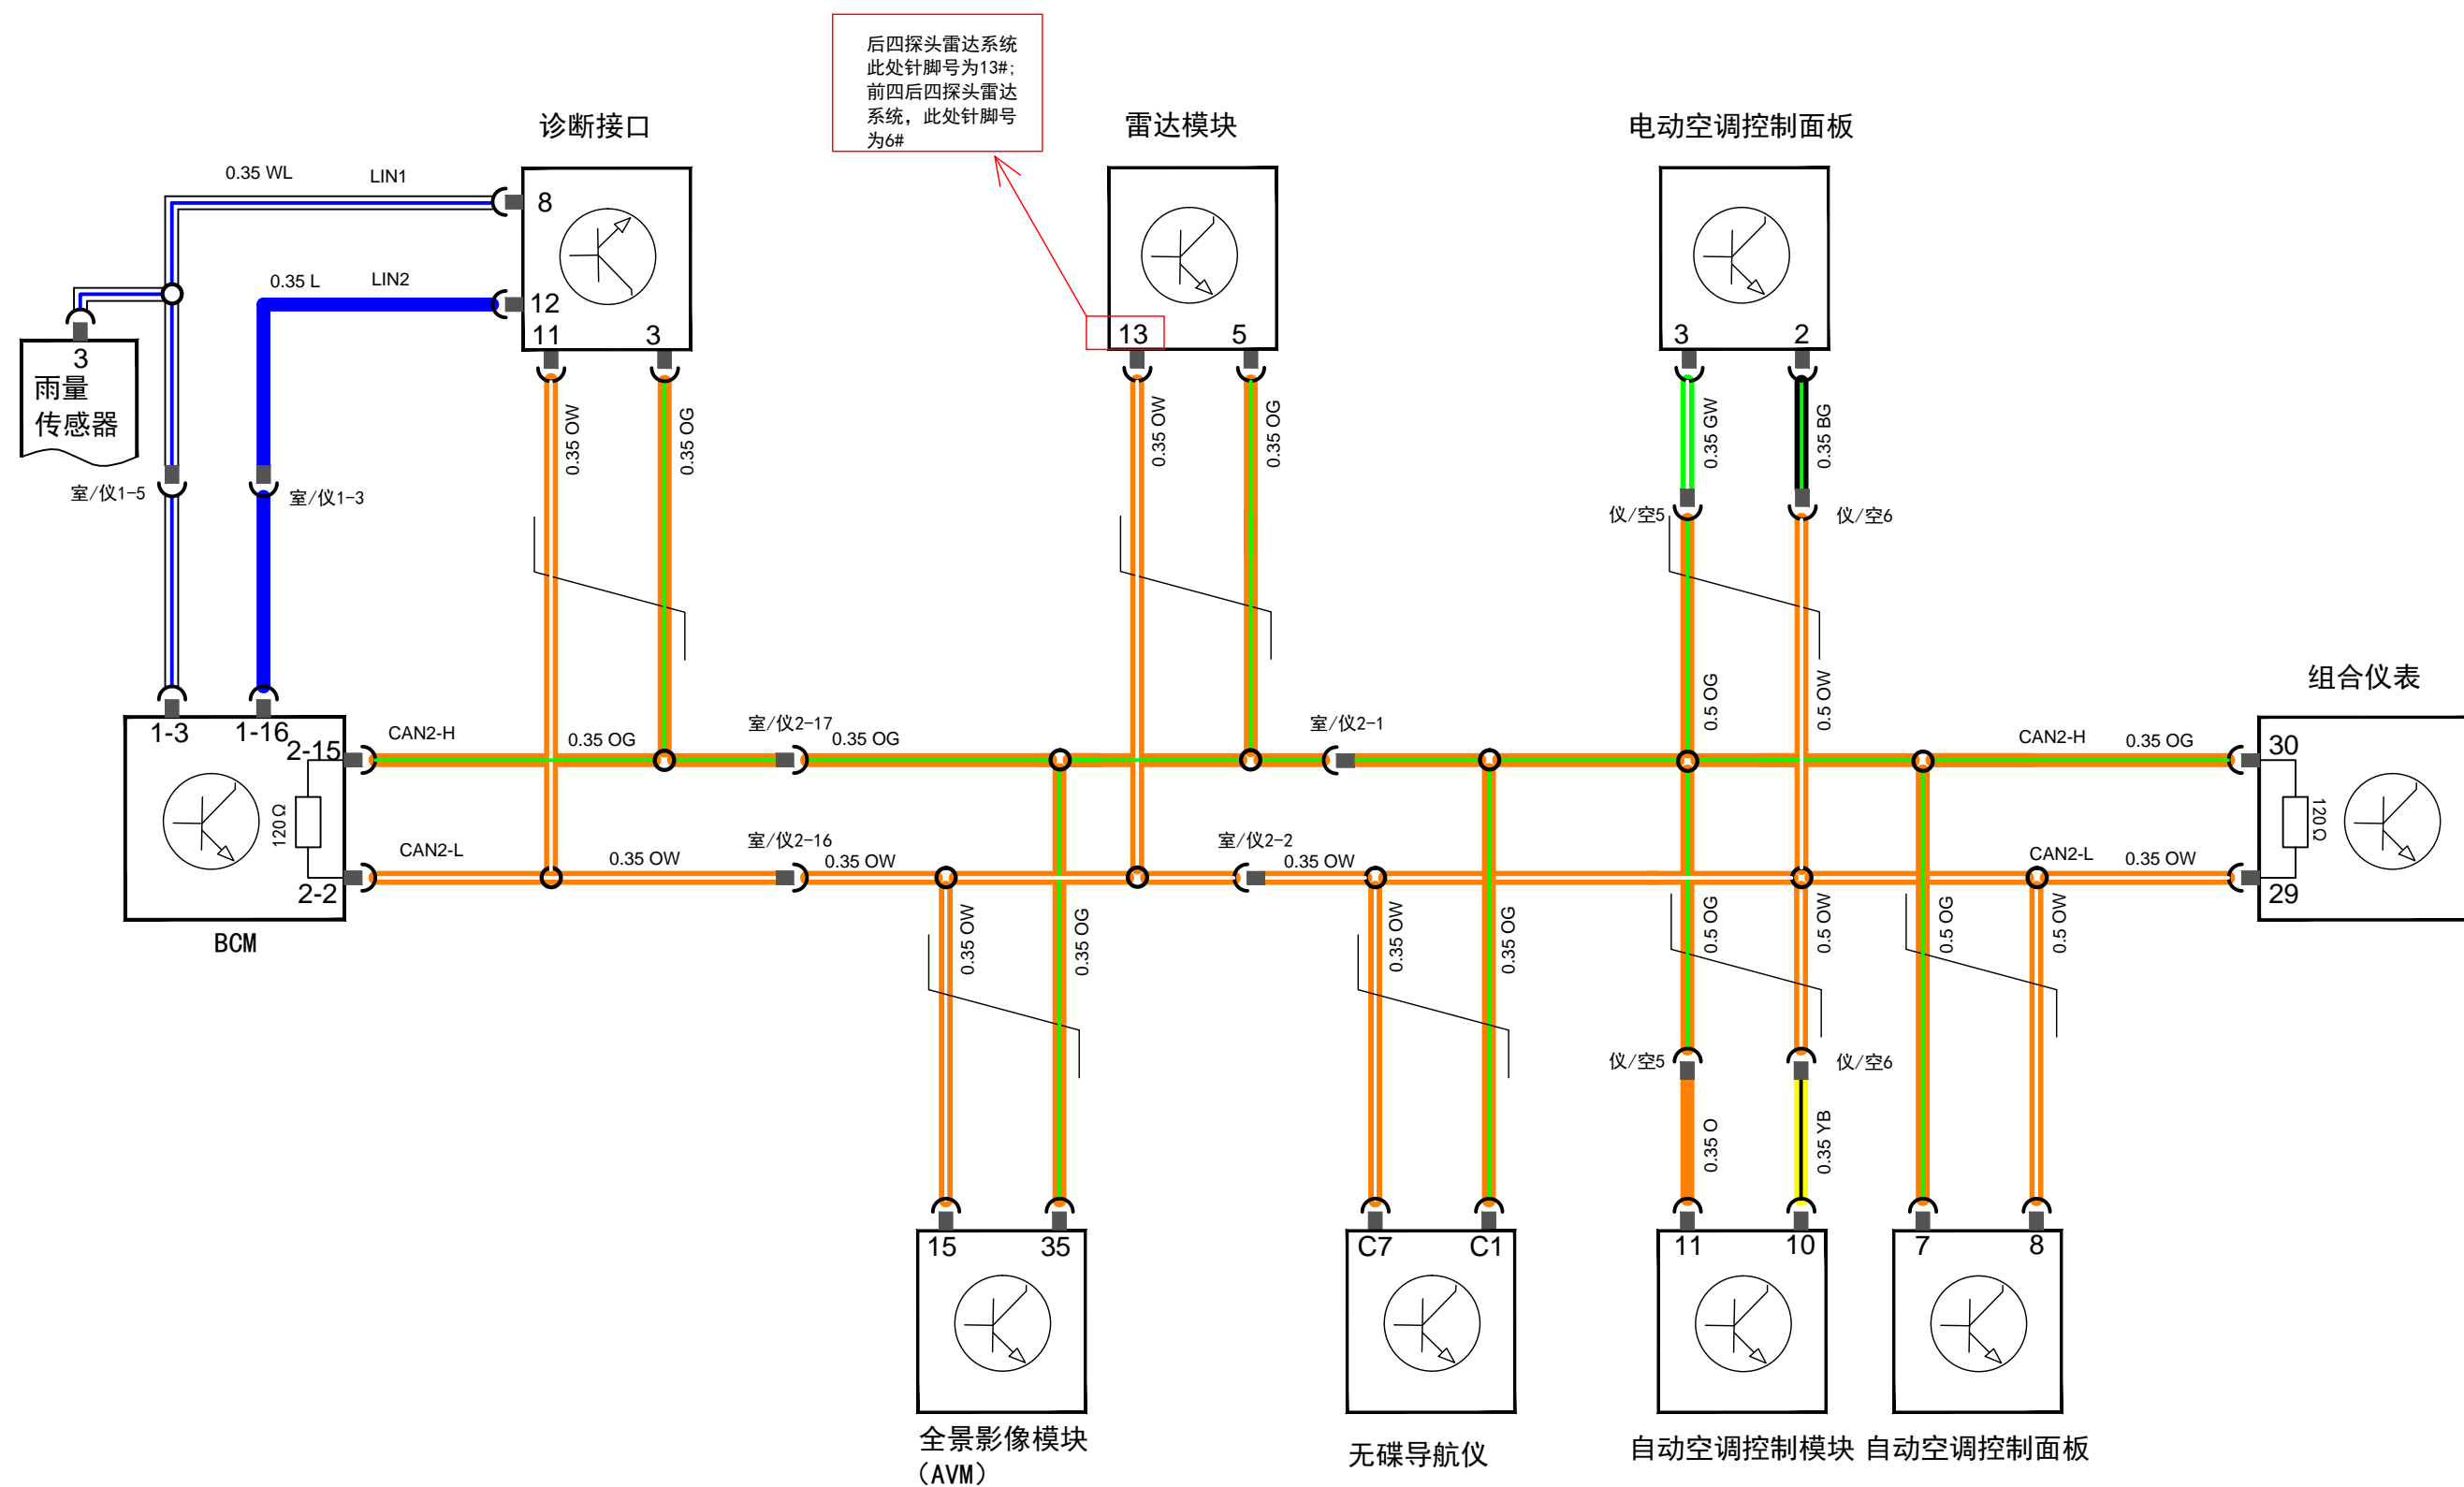 后四探头雷达系统
此处针脚号为13#;
前四后四探头雷达
系统，此处针脚号
为6#
诊断接口
雷达模块
电动空调控制面板
0.35 WL
LIN1
8
0.35 L
LIN2
12
11
3
13
5
3
2
3
雨量
传感器
0.35 OW
0.35 OG
0.35 OW
0.35 OG
0.35 GW
0.35 BG
室/仪1-5
室/仪1-3
仪/空5
仪/空6
组合仪表
0.5 OG
0.5 OW
1-3
1-16
2-15
CAN2-H
0.35 OG
室/仪2-17
0.35 OG
室/仪2-1
CAN2-H
0.35 OG
30
120Ω
120Ω
CAN2-L
0.35 OW
室/仪2-16
0.35 OW
室/仪2-2
0.35 OW
CAN2-L
0.35 OW
2-2
29
BCM
0.35 OW
0.35 OG
0.35 OW
0.35 OG
0.5 OG
0.5 OW
0.5 OG
0.5 OW
仪/空5
仪/空6
0.35 O
0.35 YB
15
35
C7
C1
11
10
7
8
全景影像模块
（AVM）
无碟导航仪
自动空调控制模块
自动空调控制面板